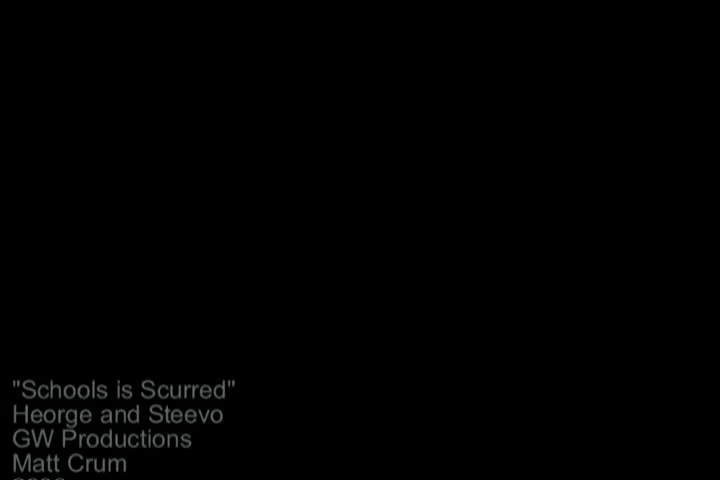 "Schools is Scurred"
Heorge and Steevo
GW Productions
Matt Crum